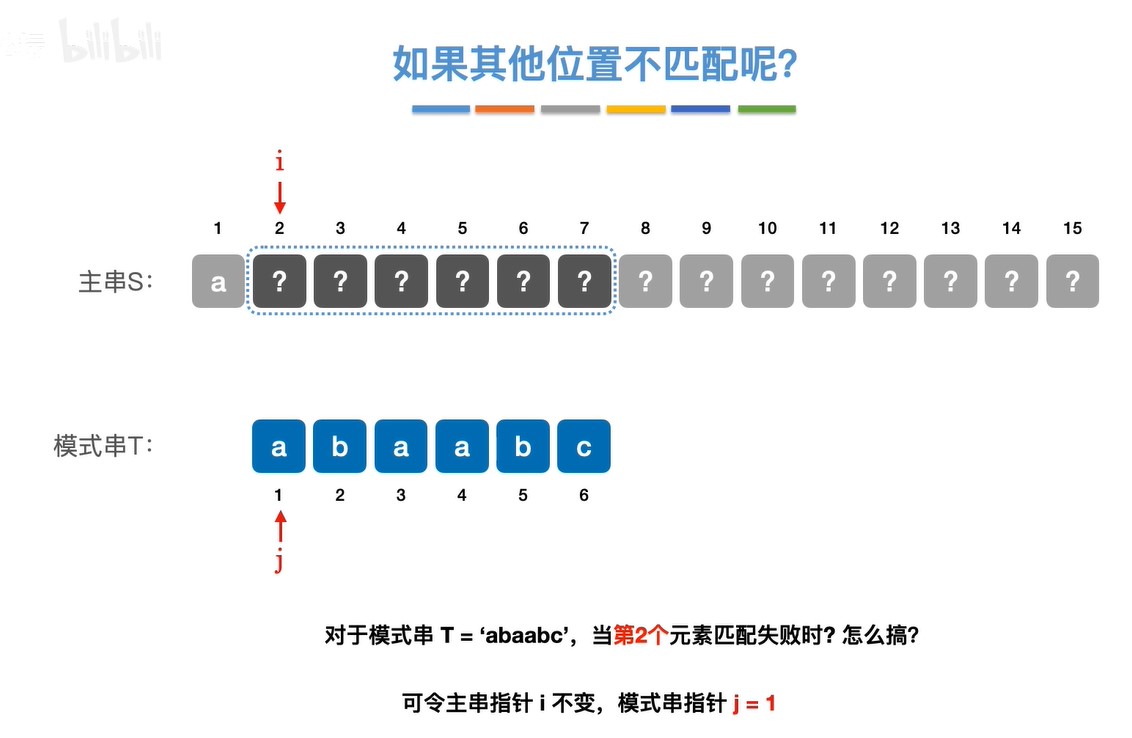 bilibili
如果其他位置不匹配呢?
i
1 2 3 4 5 6 7 8 9 10 11 12 13 14 15
主串S: a ? ? ? ? ? ? ? ? ? ? ? ? ? ?
模式串T: a b a a b c
1 2 3 4 5 6
j
对于模式串 T = ‘abaabc’,当第2个元素匹配失败时? 怎么搞?
可令主串指针 i 不变,模式串指针 j = 1